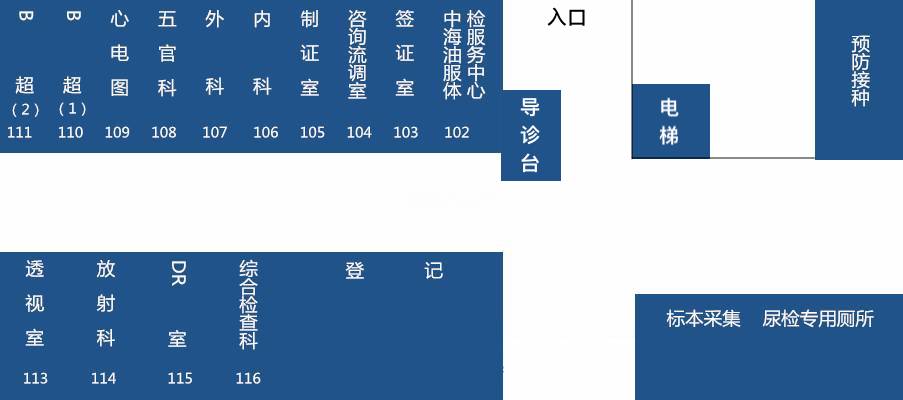 B超（2） 111
B超（1） 110
心电图 109
五官科 108
外科 107
内科 106
制证室 105
咨询流调室 104
签证室 103
中海油服体检服务中心 102
入口
导诊台
电梯
预防接种
透视室 113
放射科 114
DR室 115
综合检查科 116
登记
标本采集 尿检专用厕所